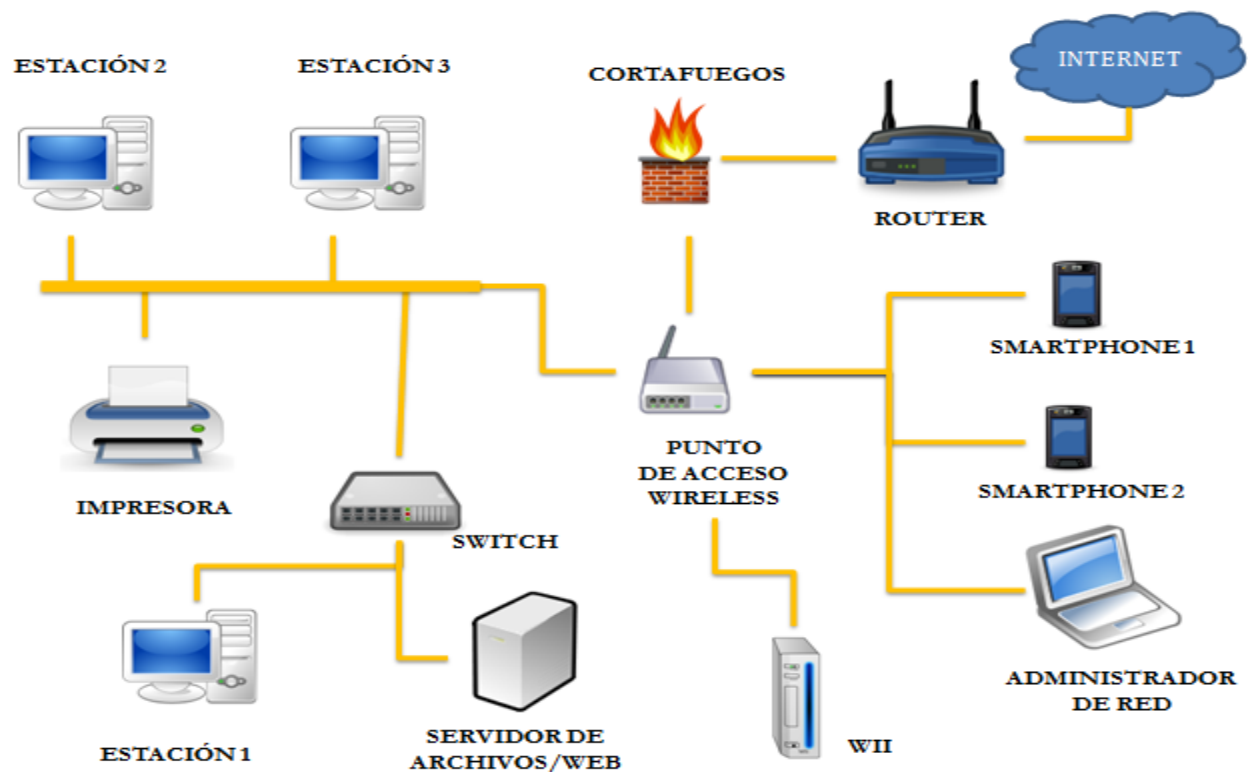 ESTACIÓN 2
ESTACIÓN 3
CORTAFUEGOS
INTERNET
ROUTER
SMARTPHONE 1
PUNTO
DE ACCESO
WIRELESS
SMARTPHONE 2
IMPRESORA
SWITCH
ADMINISTRADOR
DE RED
ESTACIÓN 1
SERVIDOR DE
ARCHIVOS/WEB
WII